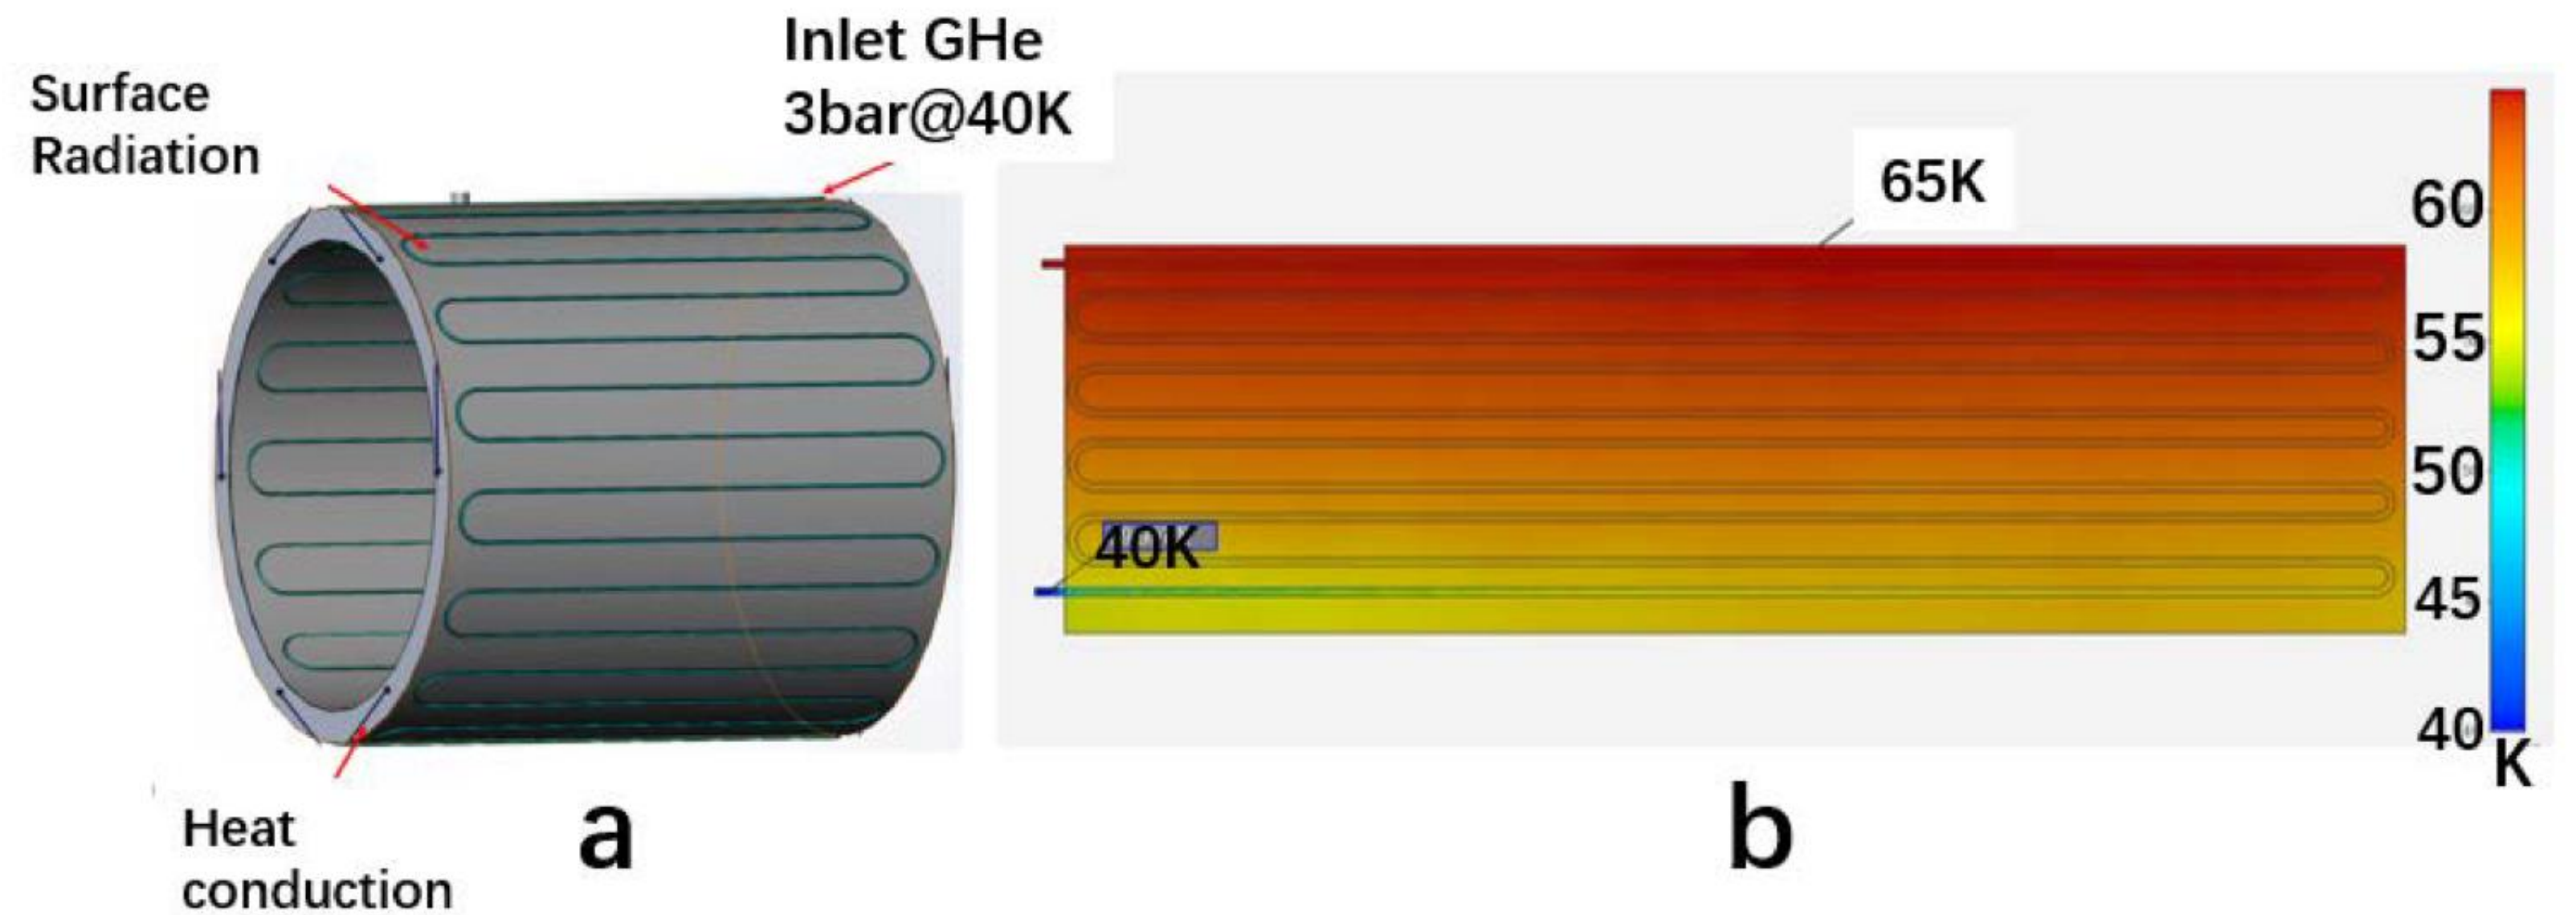 Surface
Radiation
Inlet GHe
3bar@40K
Heat
conduction
a
65K
40K
60
55
50
45
40
K
b